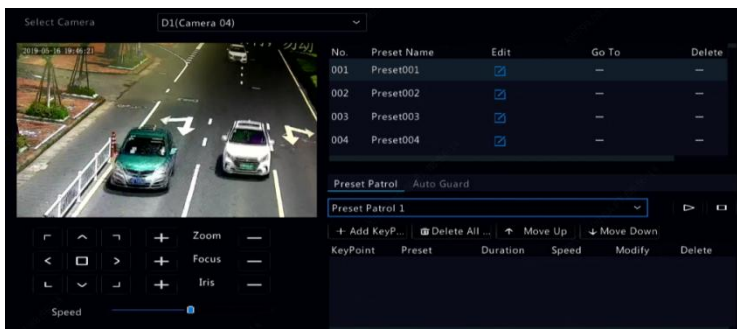 Select Camera
D1(Camera 04)
2019-05-16 19:46:21
No. Preset Name Edit Go To Delete
001 Preset001
002 Preset002
003 Preset003
004 Preset004
Preset Patrol Auto Guard
Preset Patrol 1
Add KeyP... Delete All ... Move Up Move Down
KeyPoint Preset Duration Speed Modify Delete
Zoom
Focus
Iris
Speed